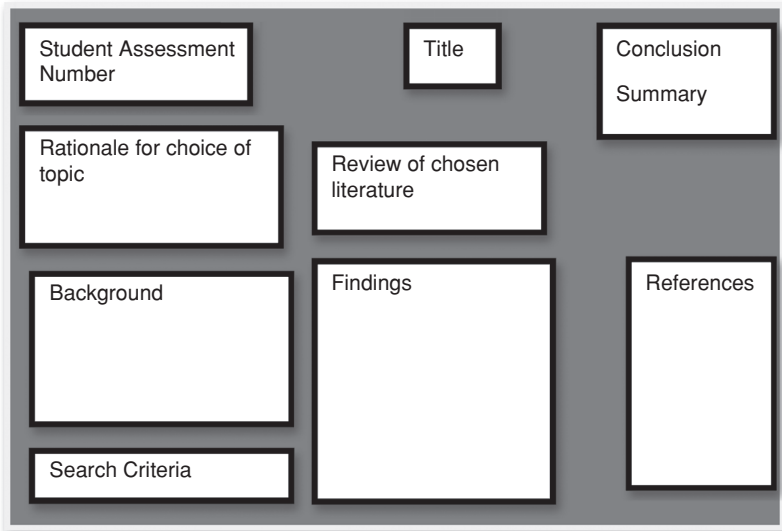 Student Assessment
Number
Title
Conclusion
Summary
Rationale for choice of
topic
Review of chosen
literature
Background
Findings
References
Search Criteria